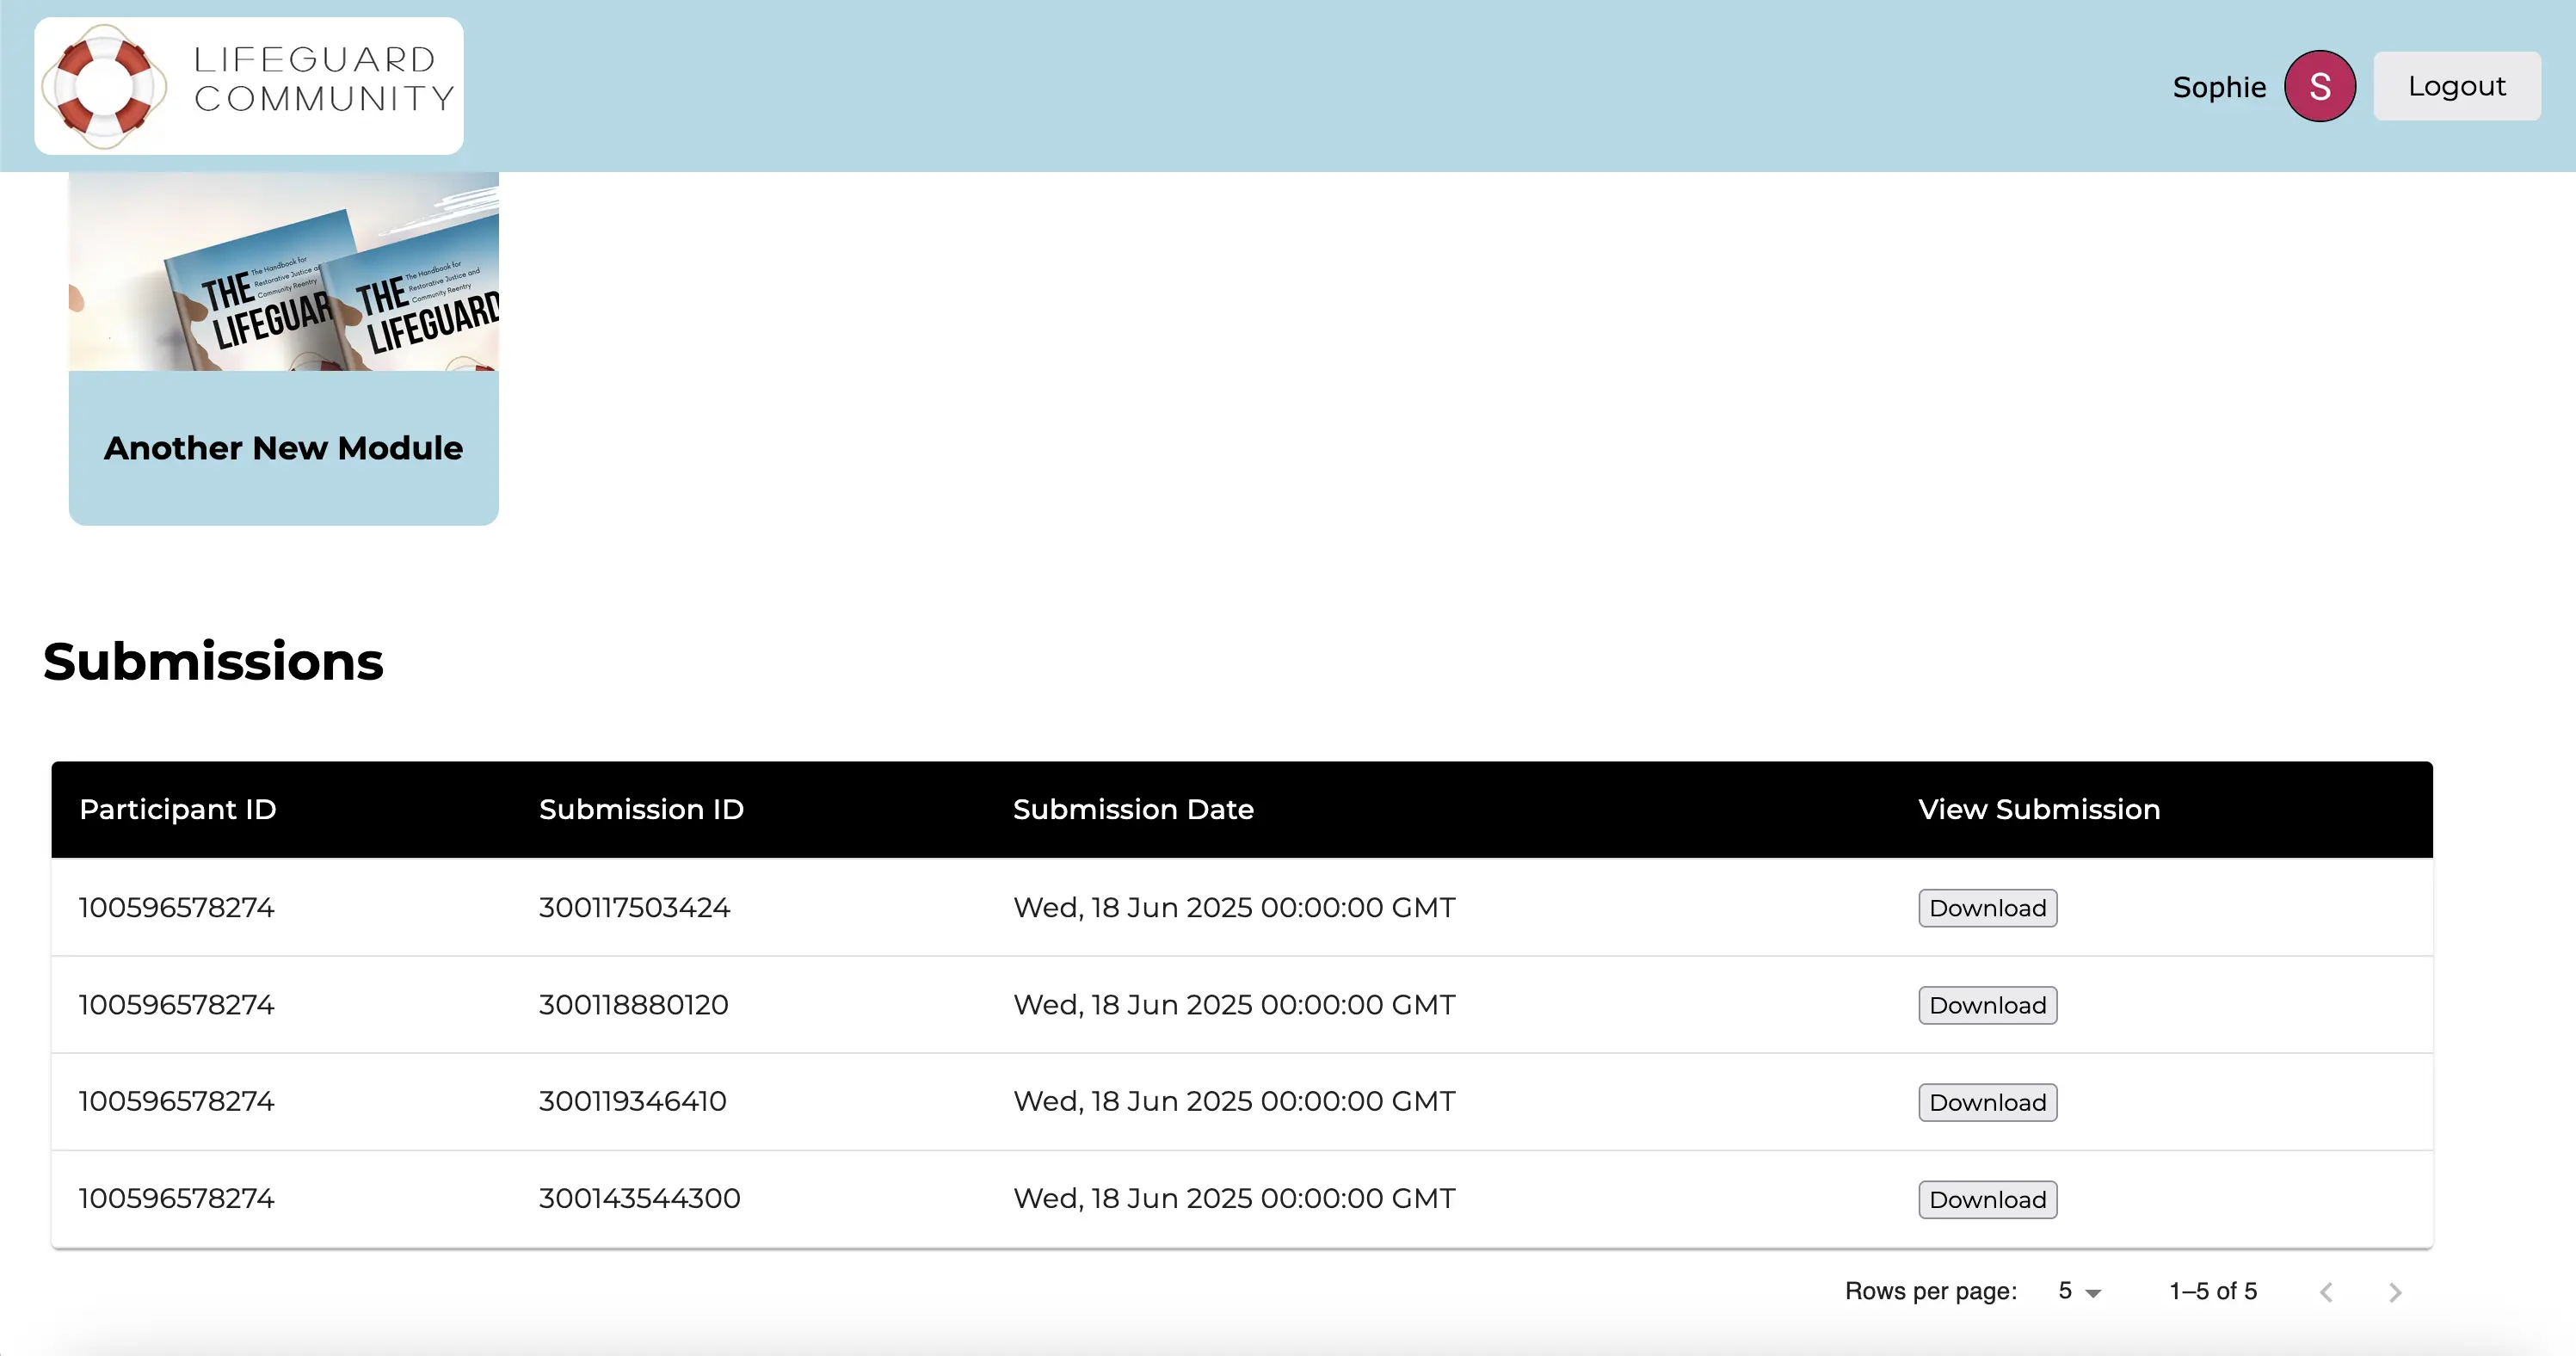 LIFEGUARD
COMMUNITY
Sophie
S
Logout
THE
The Handbook for
Restorative Justice
Community Reentry
LIFEGUAR
THE
The Handbook for
Restorative Justice and
Community Reentry
LIFEGUARD
Another New Module
Submissions
Participant ID Submission ID Submission Date View Submission
100596578274 300117503424 Wed, 18 Jun 2025 00:00:00 GMT Download
100596578274 300118880120 Wed, 18 Jun 2025 00:00:00 GMT Download
100596578274 300119346410 Wed, 18 Jun 2025 00:00:00 GMT Download
100596578274 300143544300 Wed, 18 Jun 2025 00:00:00 GMT Download
Rows per page: 5 1–5 of 5